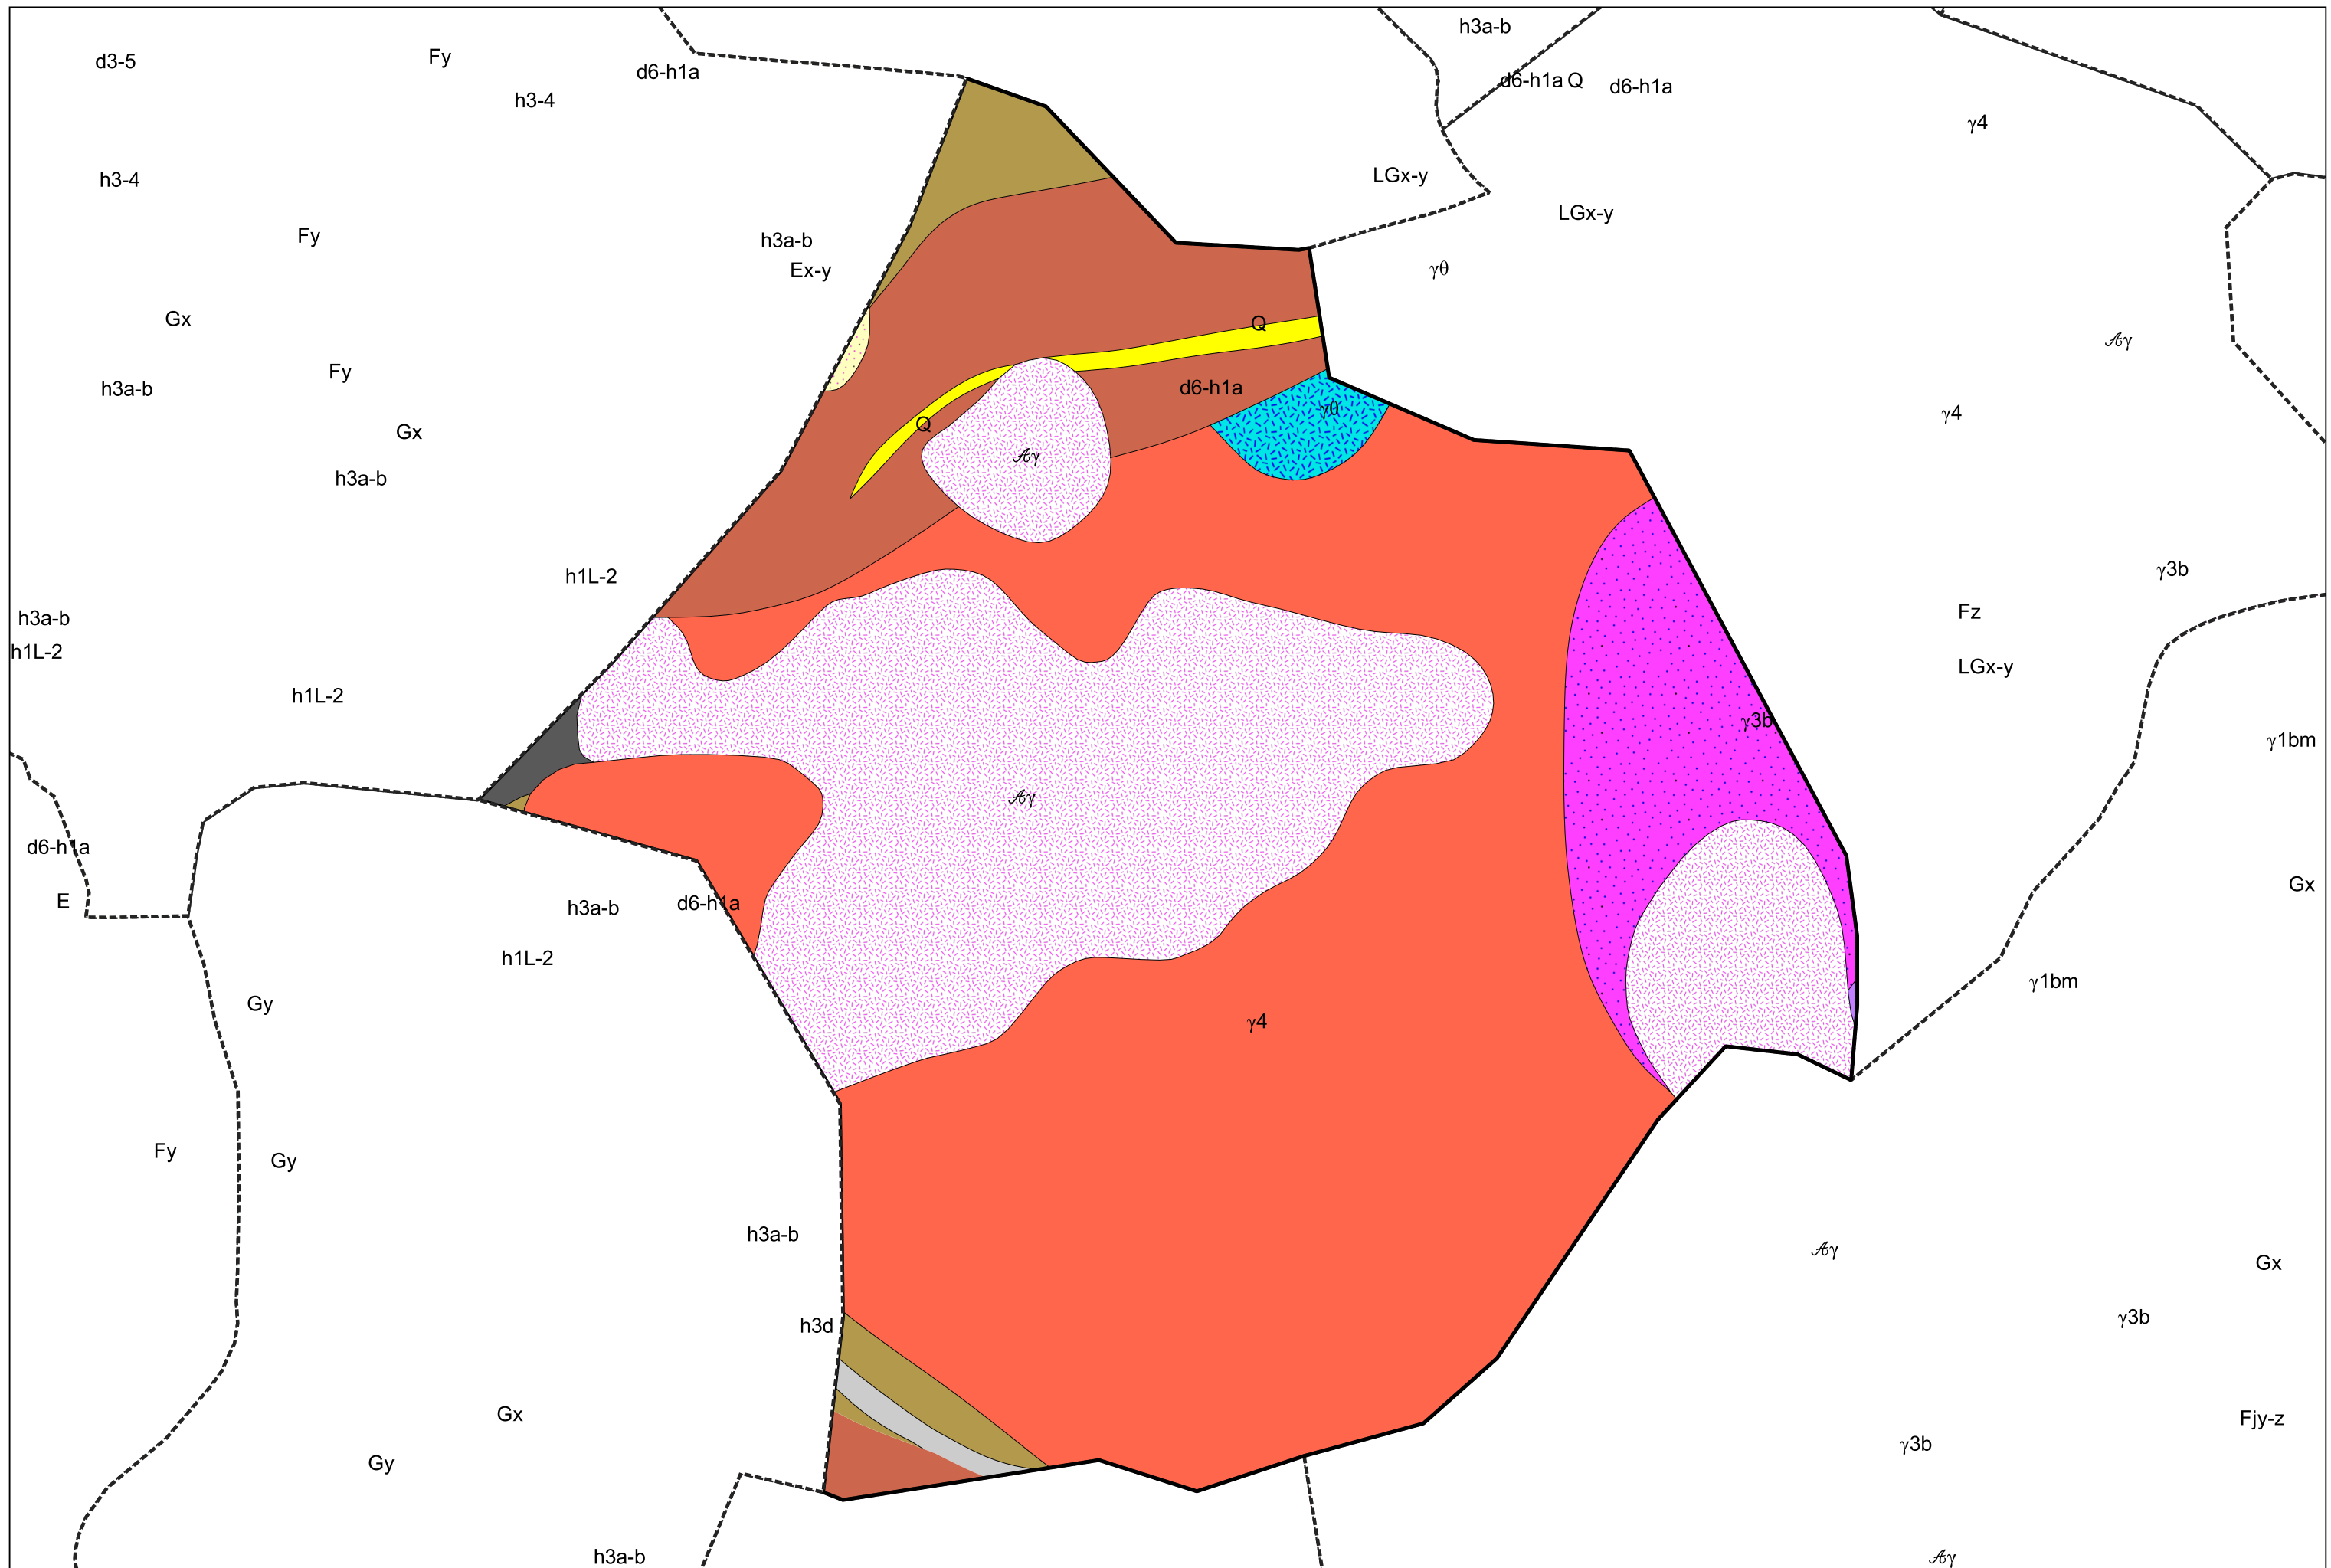 h3a-b
d3-5
Fy
d6-h1a
d6-h1a
Q
d6-h1a
h3-4
γ4
h3-4
LGx-y
LGx-y
Fy
h3a-b
Ex-y
γθ
Gx
Q
𝒜γ
Fy
h3a-b
d6-h1a
γθ
γ4
Q
Gx
𝒜γ
h3a-b
h1L-2
γ3b
h3a-b
Fz
h1L-2
LGx-y
h1L-2
γ3b
γ1bm
𝒜γ
d6-h1a
Gx
E
h3a-b
d6-h1a
h1L-2
γ1bm
Gy
γ4
Fy
Gy
h3a-b
𝒜γ
Gx
h3d
γ3b
Gx
Fjy-z
γ3b
Gy
h3a-b
𝒜γ